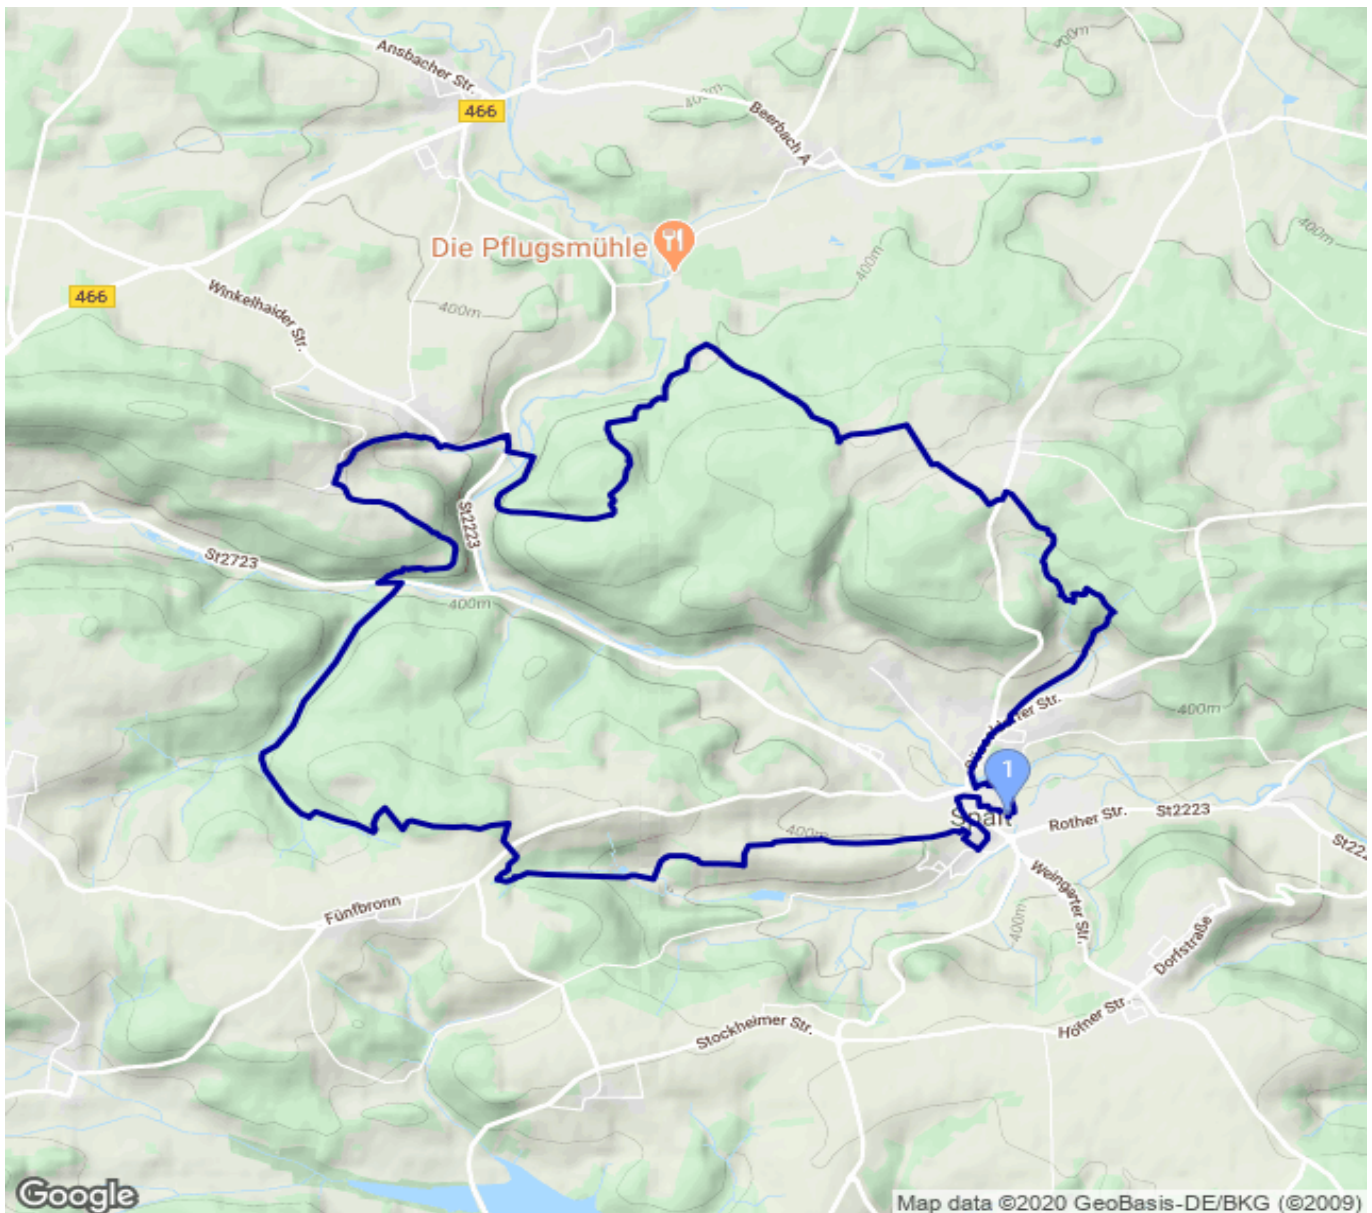 400m
Ansbacher Str.
466
400m
Beerbach A
Die Pflugsmühle
400m
400m
466
Winkelhaider Str.
400m
St2223
St2723
400m
400m
1
400m
Rother Str.
St2223
Weingarter Str.
Fünfbronn
400m
Dorfstraße
Stockheimer Str.
Höfner Str.
Google
Map data ©2020 GeoBasis-DE/BKG (©2009)